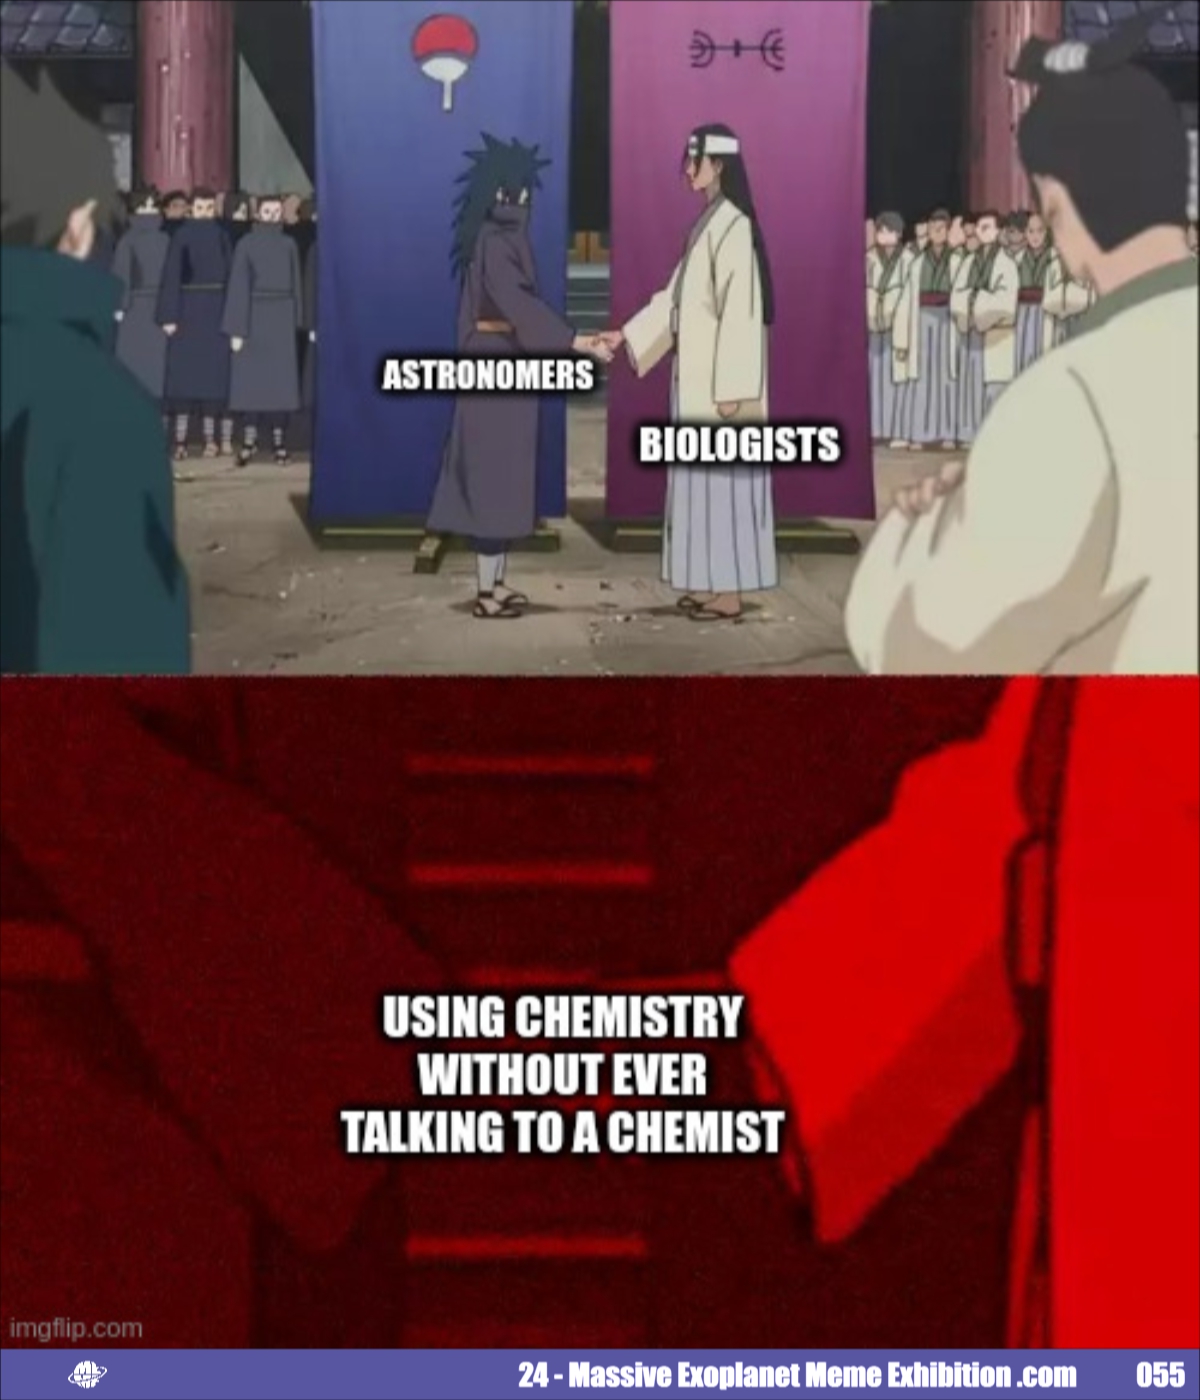 ASTRONOMERS
BIOLOGISTS
USING CHEMISTRY
WITHOUT EVER
TALKING TO A CHEMIST
imgflip.com
24 - Massive Exoplanet Meme Exhibition .com 055